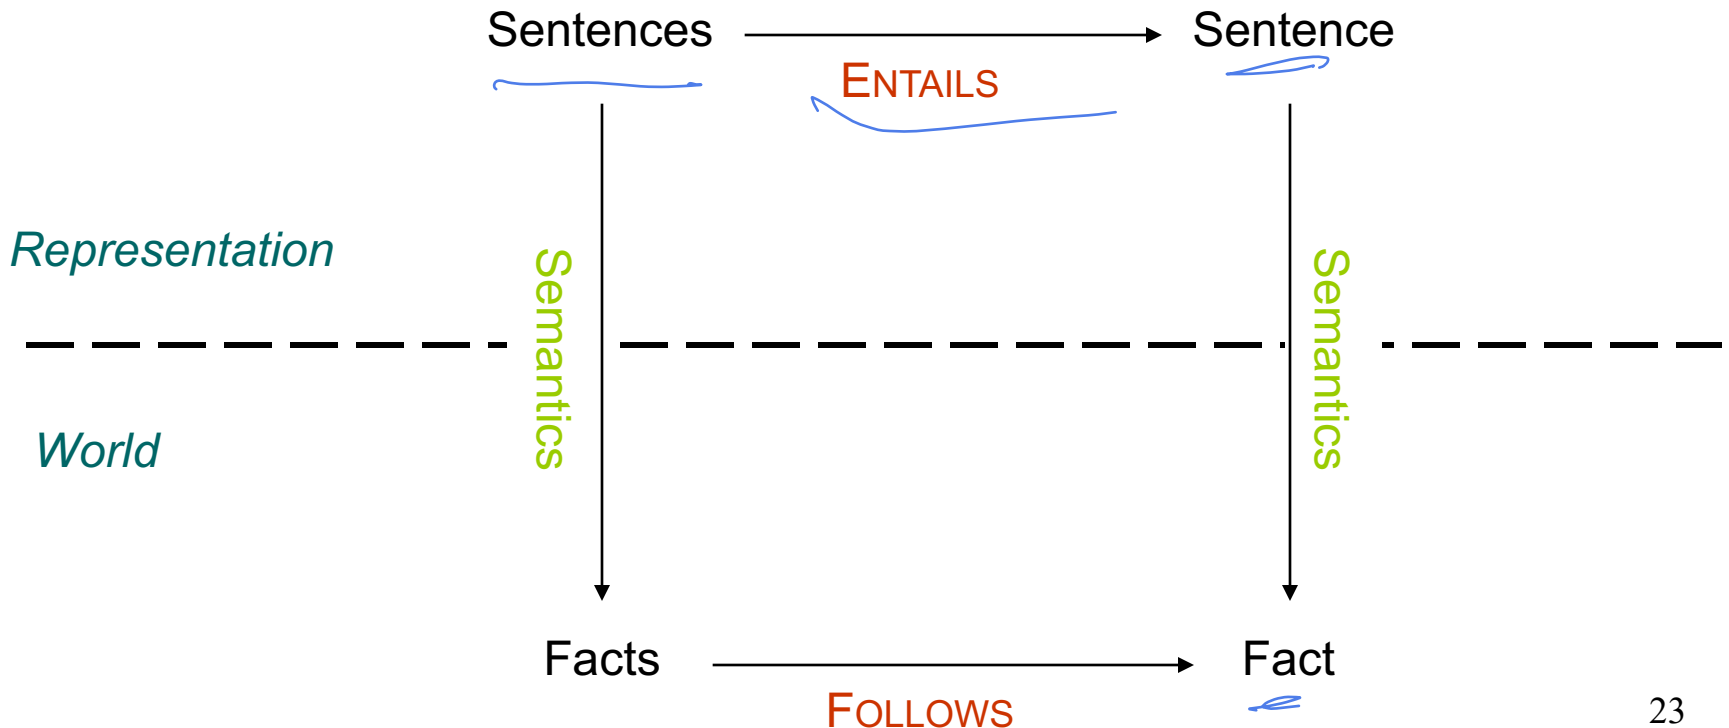 Sentences Sentence
ENTAILS
Representation
Semantics Semantics
World
Facts Fact
FOLLOWS
23